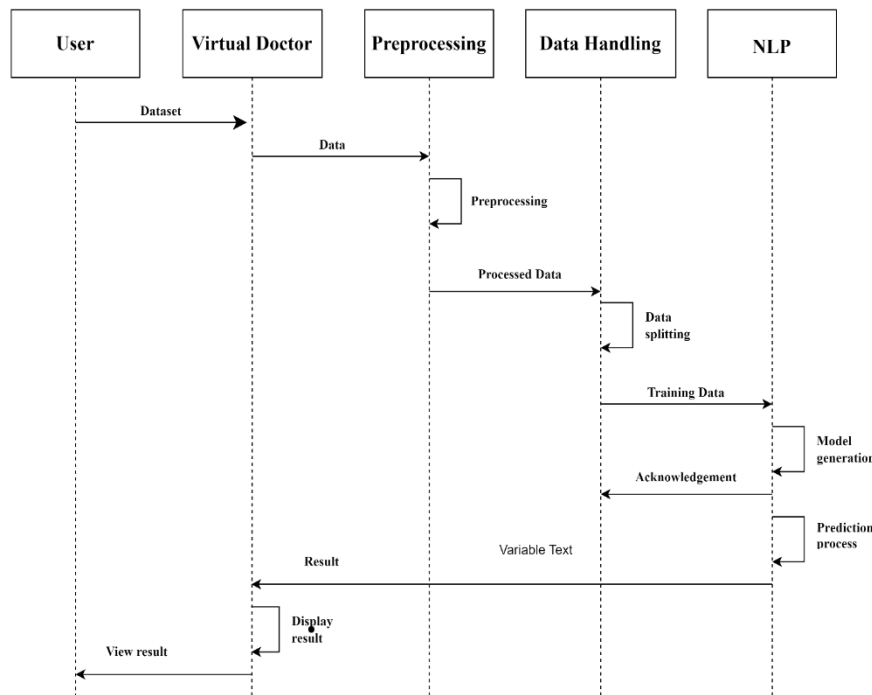 User
Virtual Doctor
Preprocessing
Data Handling
NLP
Dataset
Data
Preprocessing
Processed Data
Data
splitting
Training Data
Model
generation
Acknowledgement
Prediction
process
Variable Text
Result
Display
result
View result